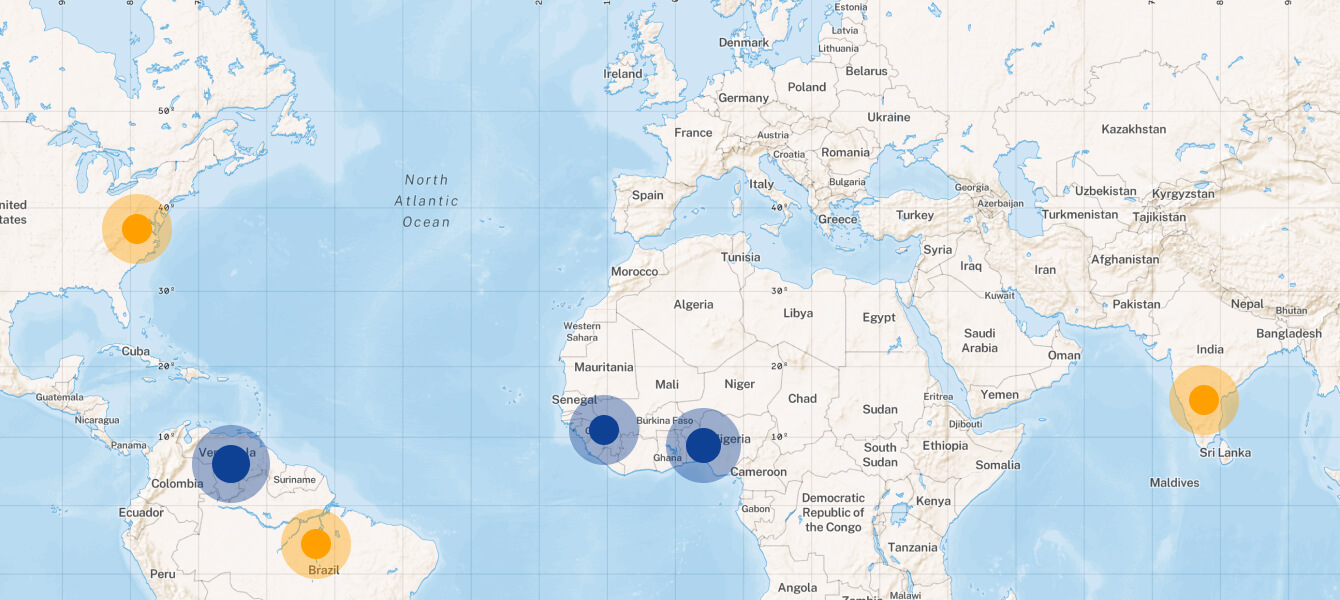 Estonia
Latvia
Lithuania
Denmark
Ireland
Belarus
Poland
Germany
50°
Ukraine
France
Kazakhstan
Austria
Croatia
Romania
North
Atlantic
Ocean
Italy
Bulgaria
Spain
Georgia
Uzbekistan
Kyrgyzstan
Azerbaijan
40°
40°
Greece
Turkey
Turkmenistan
Tajikistan
Syria
Tunisia
Afghanistan
Morocco
Iraq
Iran
30°
30°
Kuwait
Pakistan
Nepal
Bhutan
Algeria
Libya
Egypt
Western
Sahara
Saudi
Arabia
Bangladesh
Cuba
India
Oman
20°
20°
Mauritania
Mali
Niger
Guatemala
Senegal
Chad
Eritrea
Yemen
Sudan
Nicaragua
Burkina Faso
Djibouti
Panama
10°
10°
Ethiopia
South
Sudan
Ghana
Somalia
Sri Lanka
Cameroon
Colombia
Suriname
Maldives
Ecuador
Gabon
Democratic
Republic of
the Congo
Kenya
Tanzania
Peru
Brazil
Angola
Malawi